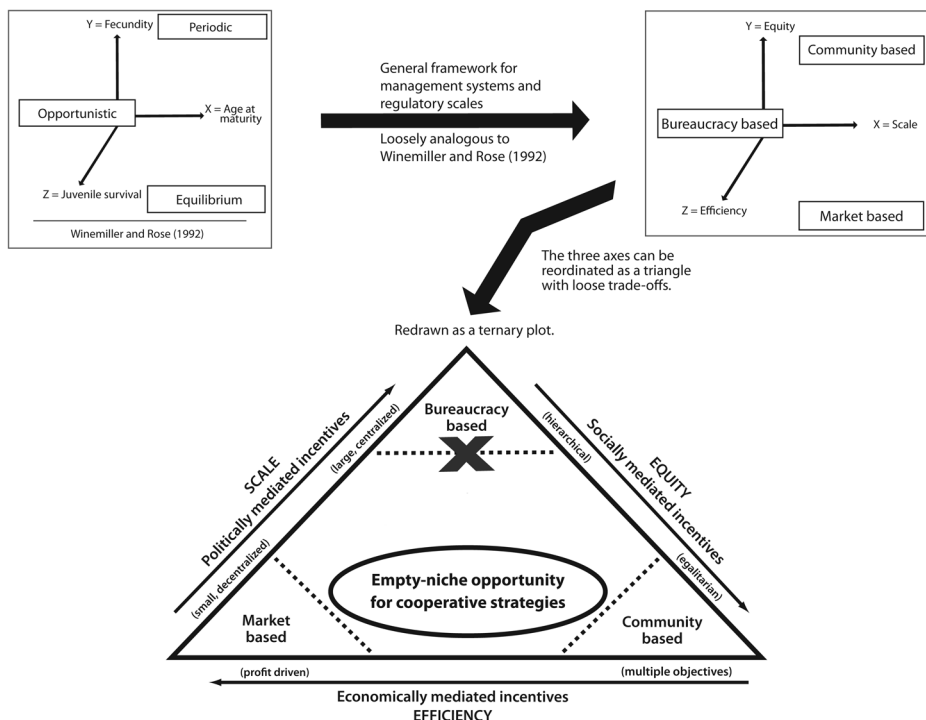 Y = Fecundity
Periodic
Opportunistic
X = Age at
maturity
Z = Juvenile survival
Equilibrium
Winemiller and Rose (1992)
General framework for
management systems and
regulatory scales
Loosely analogous to
Winemiller and Rose (1992)
Y = Equity
Community based
Bureaucracy based
X = Scale
Z = Efficiency
Market based
The three axes can be
reordinated as a triangle
with loose trade-offs.
Redrawn as a ternary plot.
SCALE
Politically mediated incentives
(large, centralized)
(small, decentralized)
Bureaucracy
based
X
(hierarchical)
EQUITY
Socially mediated incentives
(egalitarian)
Empty-niche opportunity
for cooperative strategies
Market
based
Community
based
(profit driven)
(multiple objectives)
Economically mediated incentives
EFFICIENCY